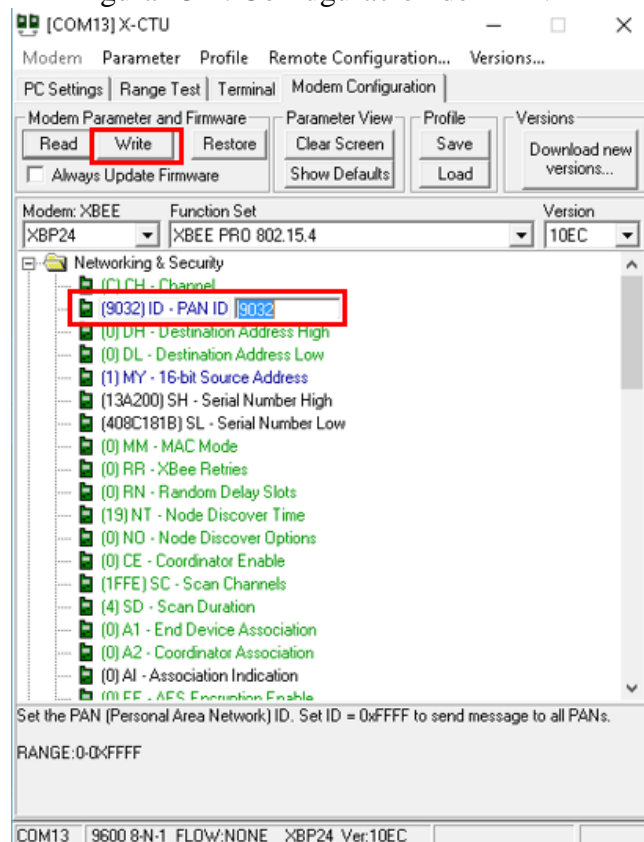 [COM13] X-CTU
Modem Parameter Profile Remote Configuration... Versions...
PC Settings Range Test Terminal Modem Configuration
Modem Parameter and Firmware Parameter View Profile Versions
Read Write Restore Clear Screen Save Download new versions...
Always Update Firmware Show Defaults Load
Modem: XBEE Function Set Version
XBP24 XBEE PRO 802.15.4 10EC
Networking & Security
(C) CH - Channel
(9032) ID - PAN ID 9032
(0) DH - Destination Address High
(0) DL - Destination Address Low
(1) MY - 16-bit Source Address
(13A200) SH - Serial Number High
(408C181B) SL - Serial Number Low
(0) MM - MAC Mode
(0) RR - XBee Retries
(0) RN - Random Delay Slots
(19) NT - Node Discover Time
(0) NO - Node Discover Options
(0) CE - Coordinator Enable
(1FFE) SC - Scan Channels
(4) SD - Scan Duration
(0) A1 - End Device Association
(0) A2 - Coordinator Association
(0) AI - Association Indication
(0) EE - AES Encryption Enable
Set the PAN (Personal Area Network) ID. Set ID = 0xFFFF to send message to all PANs.
RANGE:0-0XFFFF
COM13 9600 8-N-1 FLOW:NONE XBP24 Ver:10EC